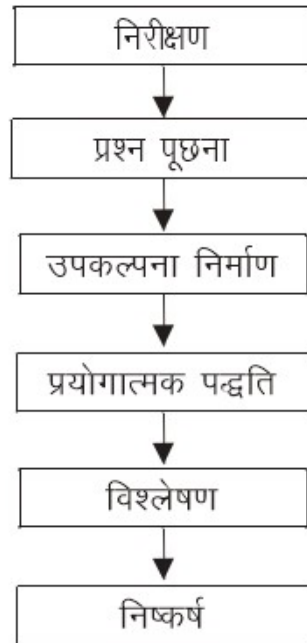 निरीक्षण
प्रश्न पूछना
उपकल्पना निर्माण
प्रयोगात्मक पद्धति
विश्लेषण
निष्कर्ष